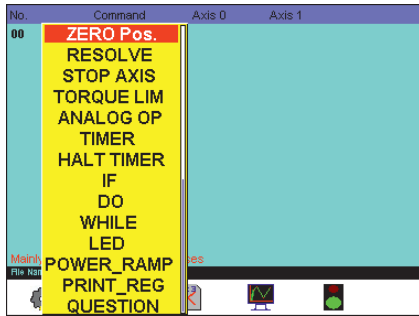 No. Command Axis 0 Axis 1
00 ZERO Pos.
RESOLVE
STOP AXIS
TORQUE LIM
ANALOG OP
TIMER
HALT TIMER
IF
DO
WHILE
LED
Mainly POWER_RAMP ces
File Nam PRINT_REG
QUESTION